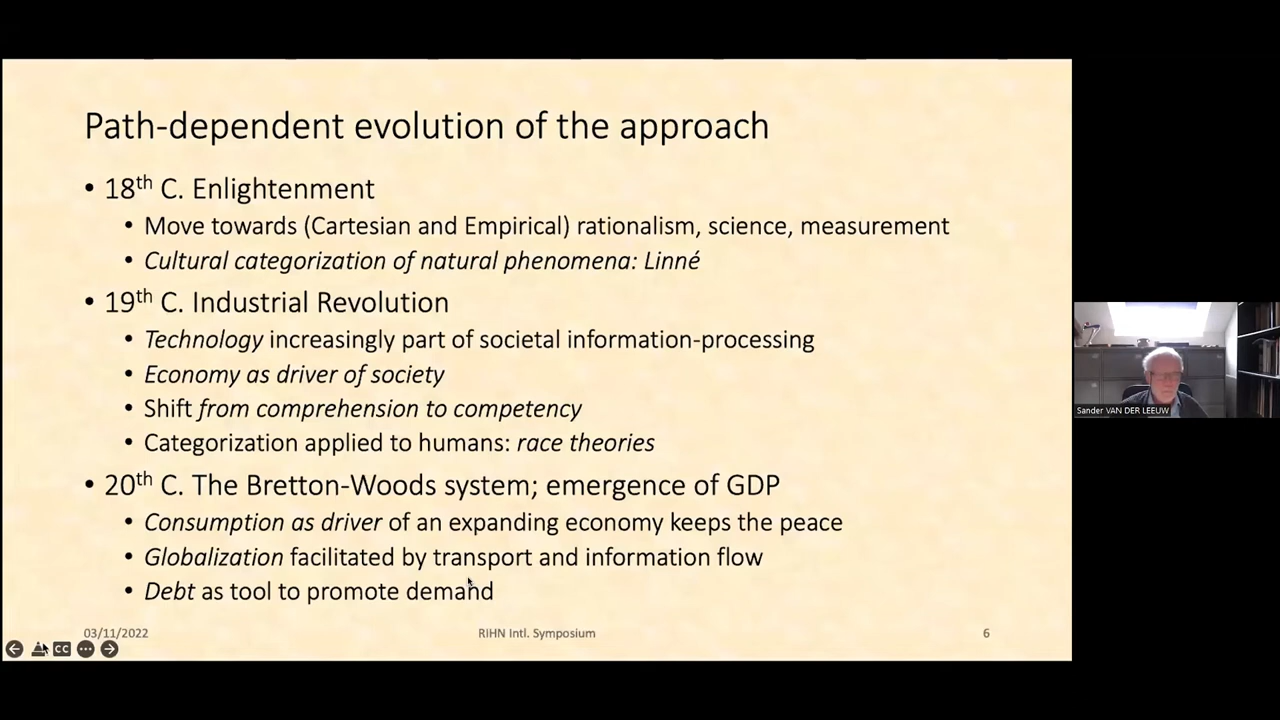 Path-dependent evolution of the approach
• 18th C. Enlightenment
• Move towards (Cartesian and Empirical) rationalism, science, measurement
• Cultural categorization of natural phenomena: Linné
• 19th C. Industrial Revolution
• Technology increasingly part of societal information-processing
• Economy as driver of society
• Shift from comprehension to competency
• Categorization applied to humans: race theories
• 20th C. The Bretton-Woods system; emergence of GDP
• Consumption as driver of an expanding economy keeps the peace
• Globalization facilitated by transport and information flow
• Debt as tool to promote demand
03/11/2022
RIHN Intl. Symposium
6
CC
Sander VAN DER LEEUW